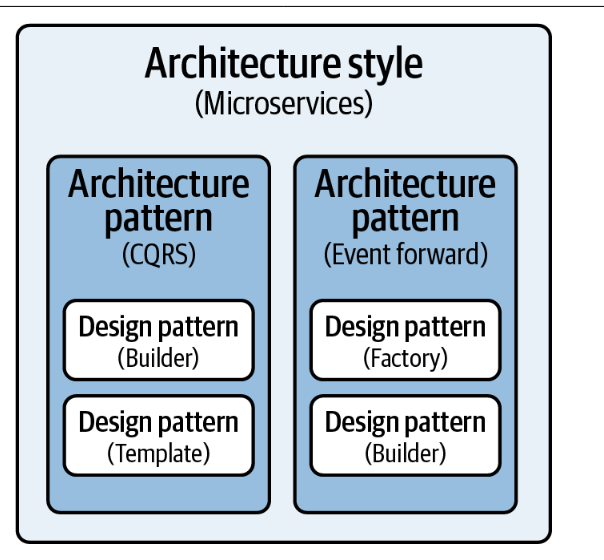 Architecture style
(Microservices)
Architecture
pattern
(CQRS)
Design pattern
(Builder)
Design pattern
(Template)
Architecture
pattern
(Event forward)
Design pattern
(Factory)
Design pattern
(Builder)